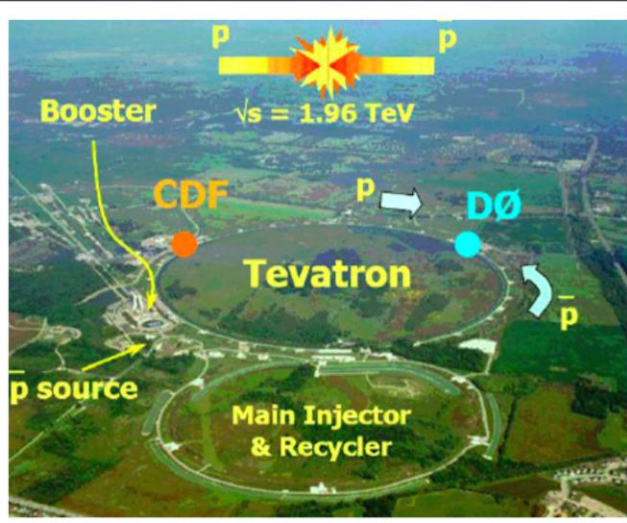 p p̄
Booster
√s = 1.96 TeV
CDF
p
DØ
Tevatron
p̄
p̄ source
Main Injector
& Recycler